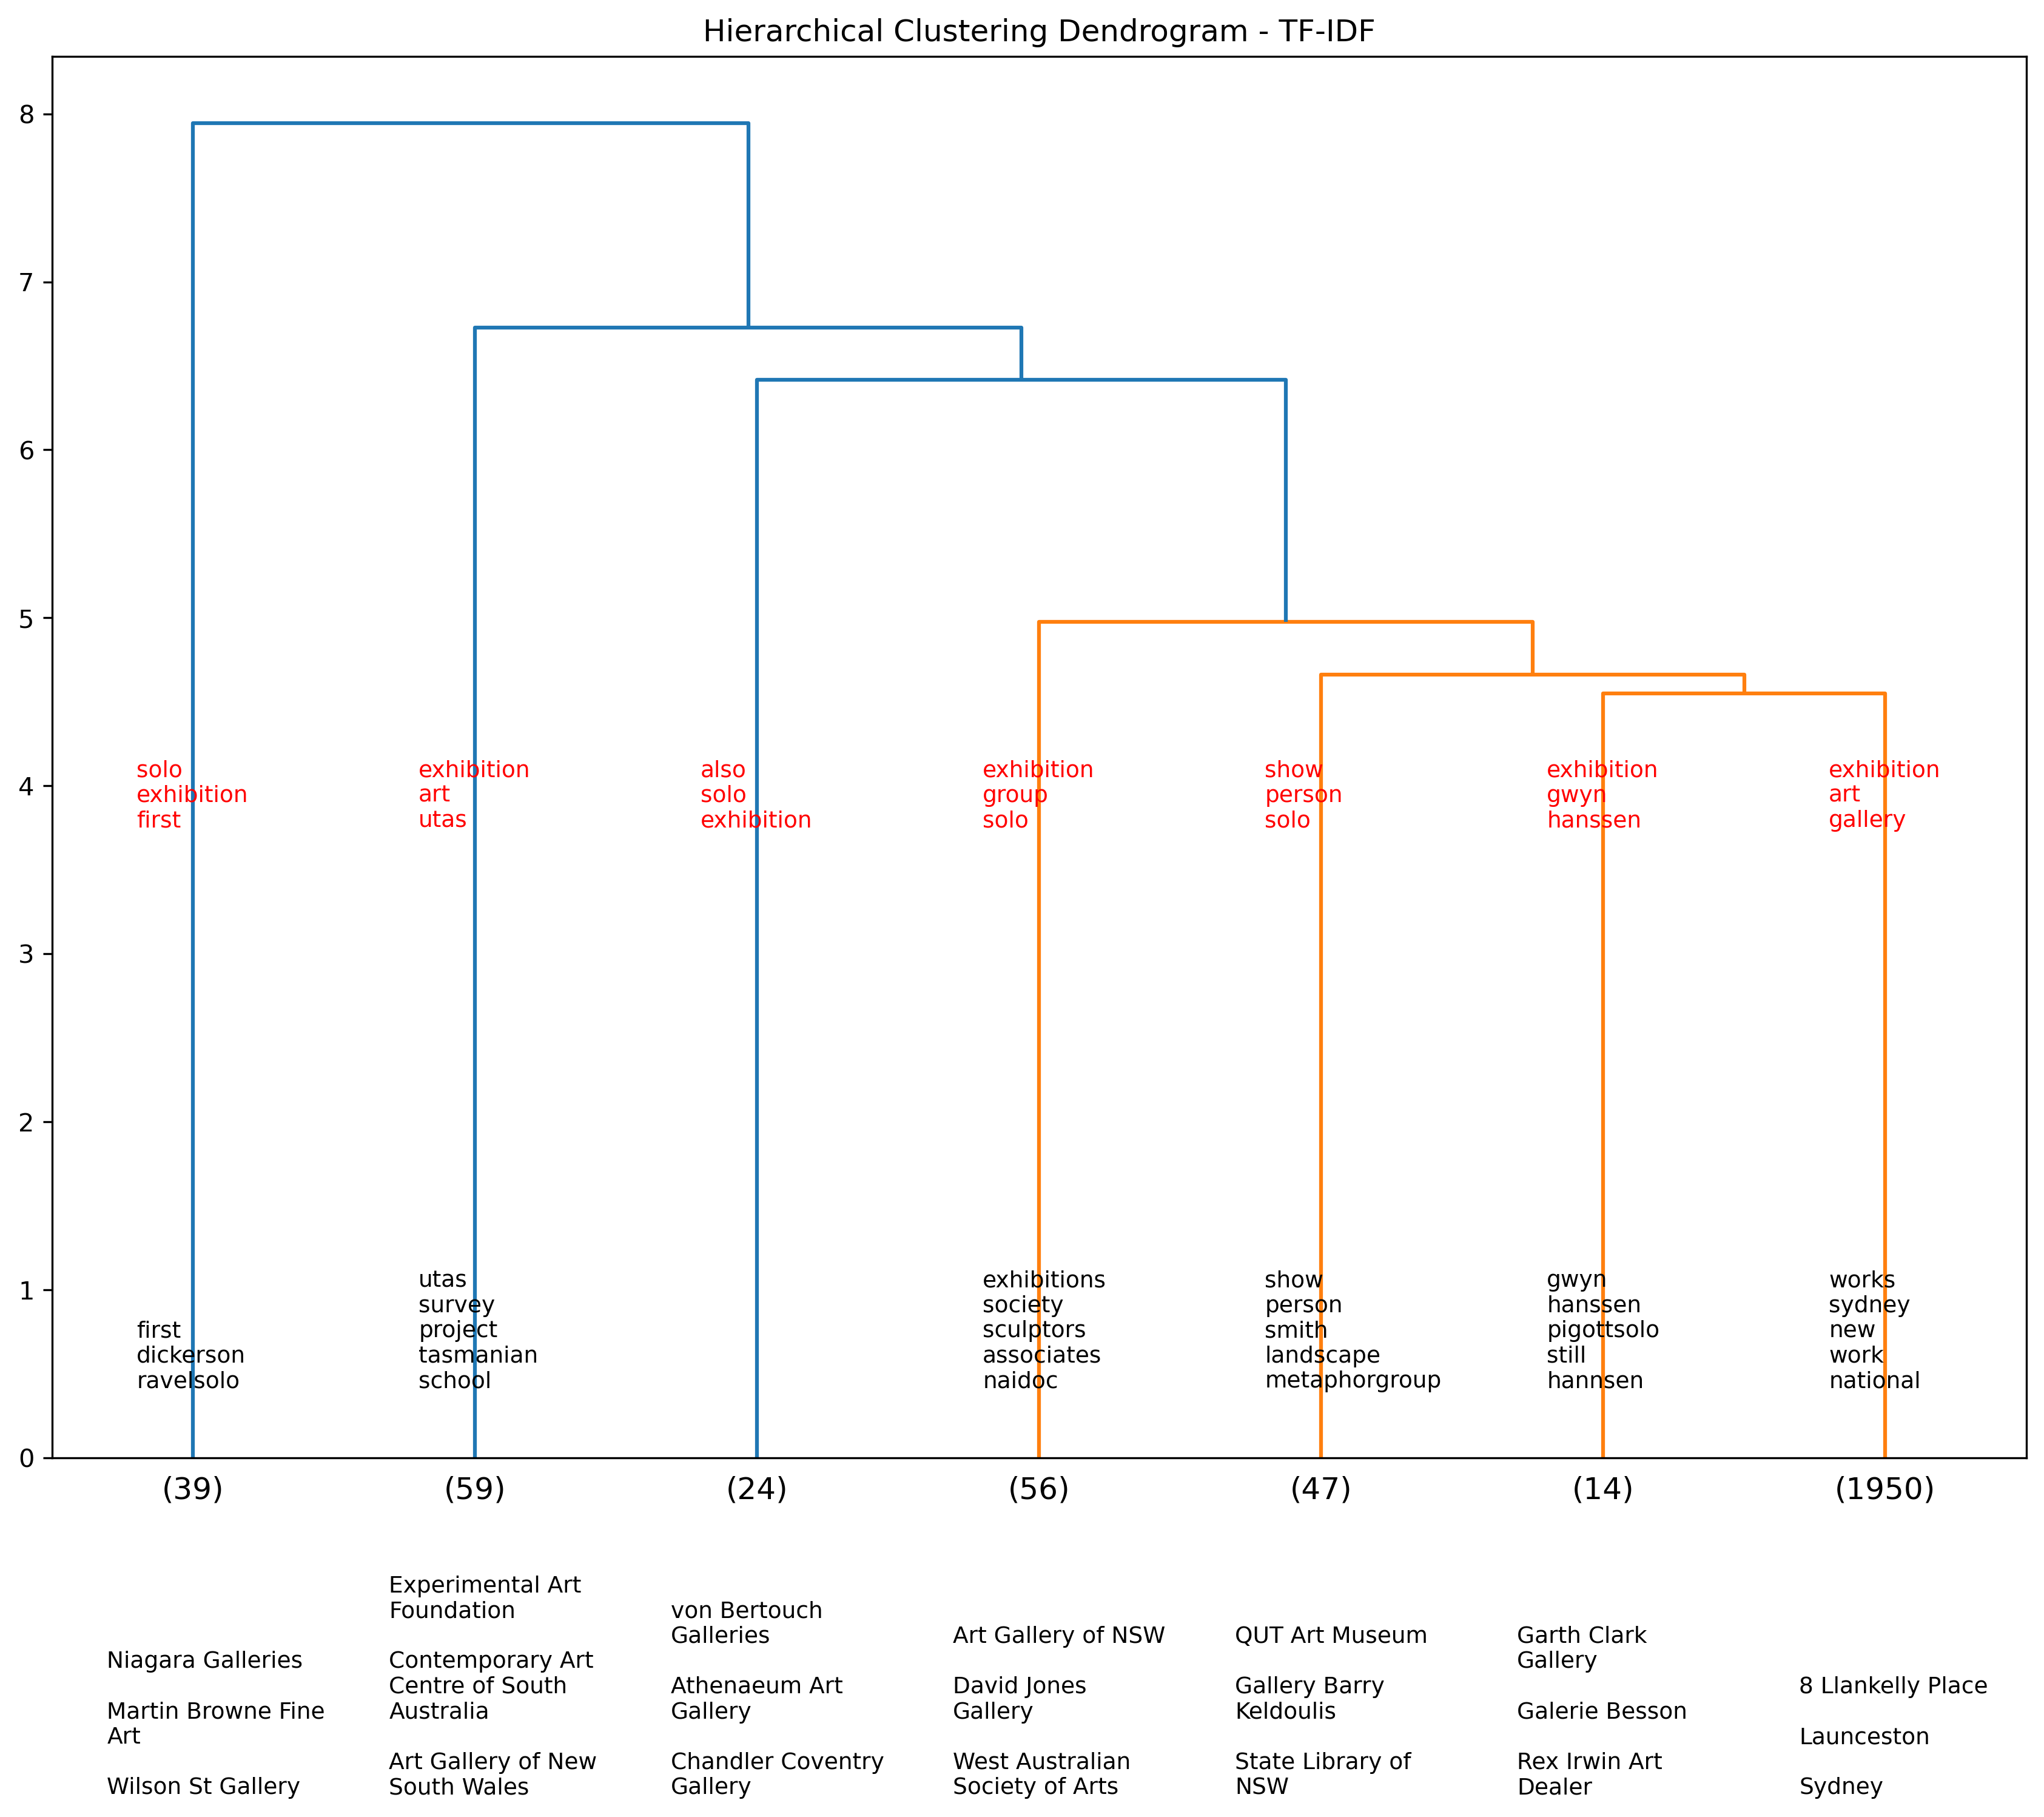 Hierarchical Clustering Dendrogram - TF-IDF
8
7
6
5
4
3
2
1
0
solo
exhibition
first
exhibition
art
utas
also
solo
exhibition
exhibition
group
solo
show
person
solo
exhibition
gwyn
hanssen
exhibition
art
gallery
first
dickerson
ravelsolo
utas
survey
project
tasmanian
school
exhibitions
society
sculptors
associates
naidoc
show
person
smith
landscape
metaphorgroup
gwyn
hanssen
pigottsolo
still
hannsen
works
sydney
new
work
national
(39)
(59)
(24)
(56)
(47)
(14)
(1950)
Niagara Galleries
Martin Browne Fine
Art
Wilson St Gallery
Experimental Art
Foundation
Contemporary Art
Centre of South
Australia
Art Gallery of New
South Wales
von Bertouch
Galleries
Athenaeum Art
Gallery
Chandler Coventry
Gallery
Art Gallery of NSW
David Jones
Gallery
West Australian
Society of Arts
QUT Art Museum
Gallery Barry
Keldoulis
State Library of
NSW
Garth Clark
Gallery
Galerie Besson
Rex Irwin Art
Dealer
8 Llankelly Place
Launceston
Sydney